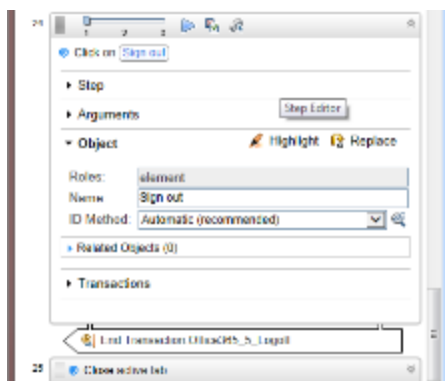 24
1 2 3
Click on Sign out
Step
Arguments
Step Editor
Object Highlight Replace
Roles: element
Name Sign out
ID Method: Automatic (recommended)
Related Objects (0)
Transactions
End Transaction Office365_5_Logoff
25 Close active tab